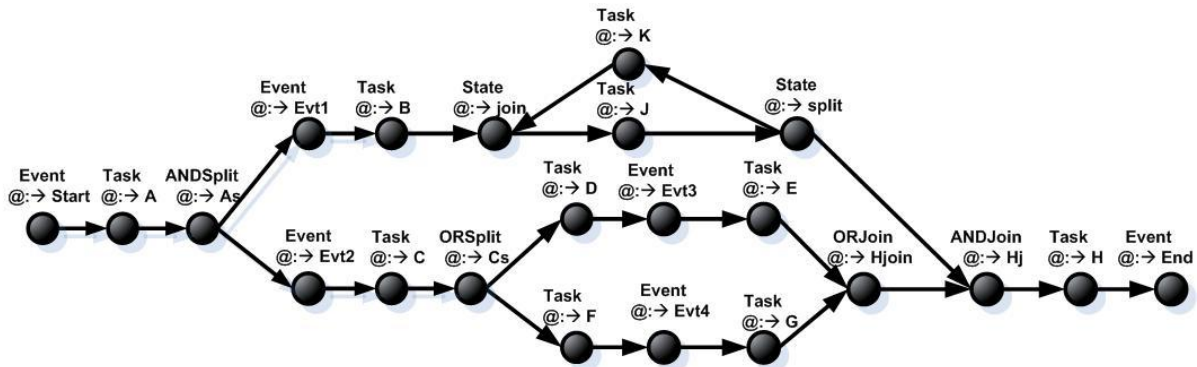 Task
@:→ K
Event
@:→ Evt1
Task
@:→ B
State
@:→ join
Task
@:→ J
State
@:→ split
Event
@:→ Start
Task
@:→ A
ANDSplit
@:→ As
Task
@:→ D
Event
@:→ Evt3
Task
@:→ E
Event
@:→ Evt2
Task
@:→ C
ORSplit
@:→ Cs
ORJoin
@:→ Hjoin
ANDJoin
@:→ Hj
Task
@:→ H
Event
@:→ End
Task
@:→ F
Event
@:→ Evt4
Task
@:→ G